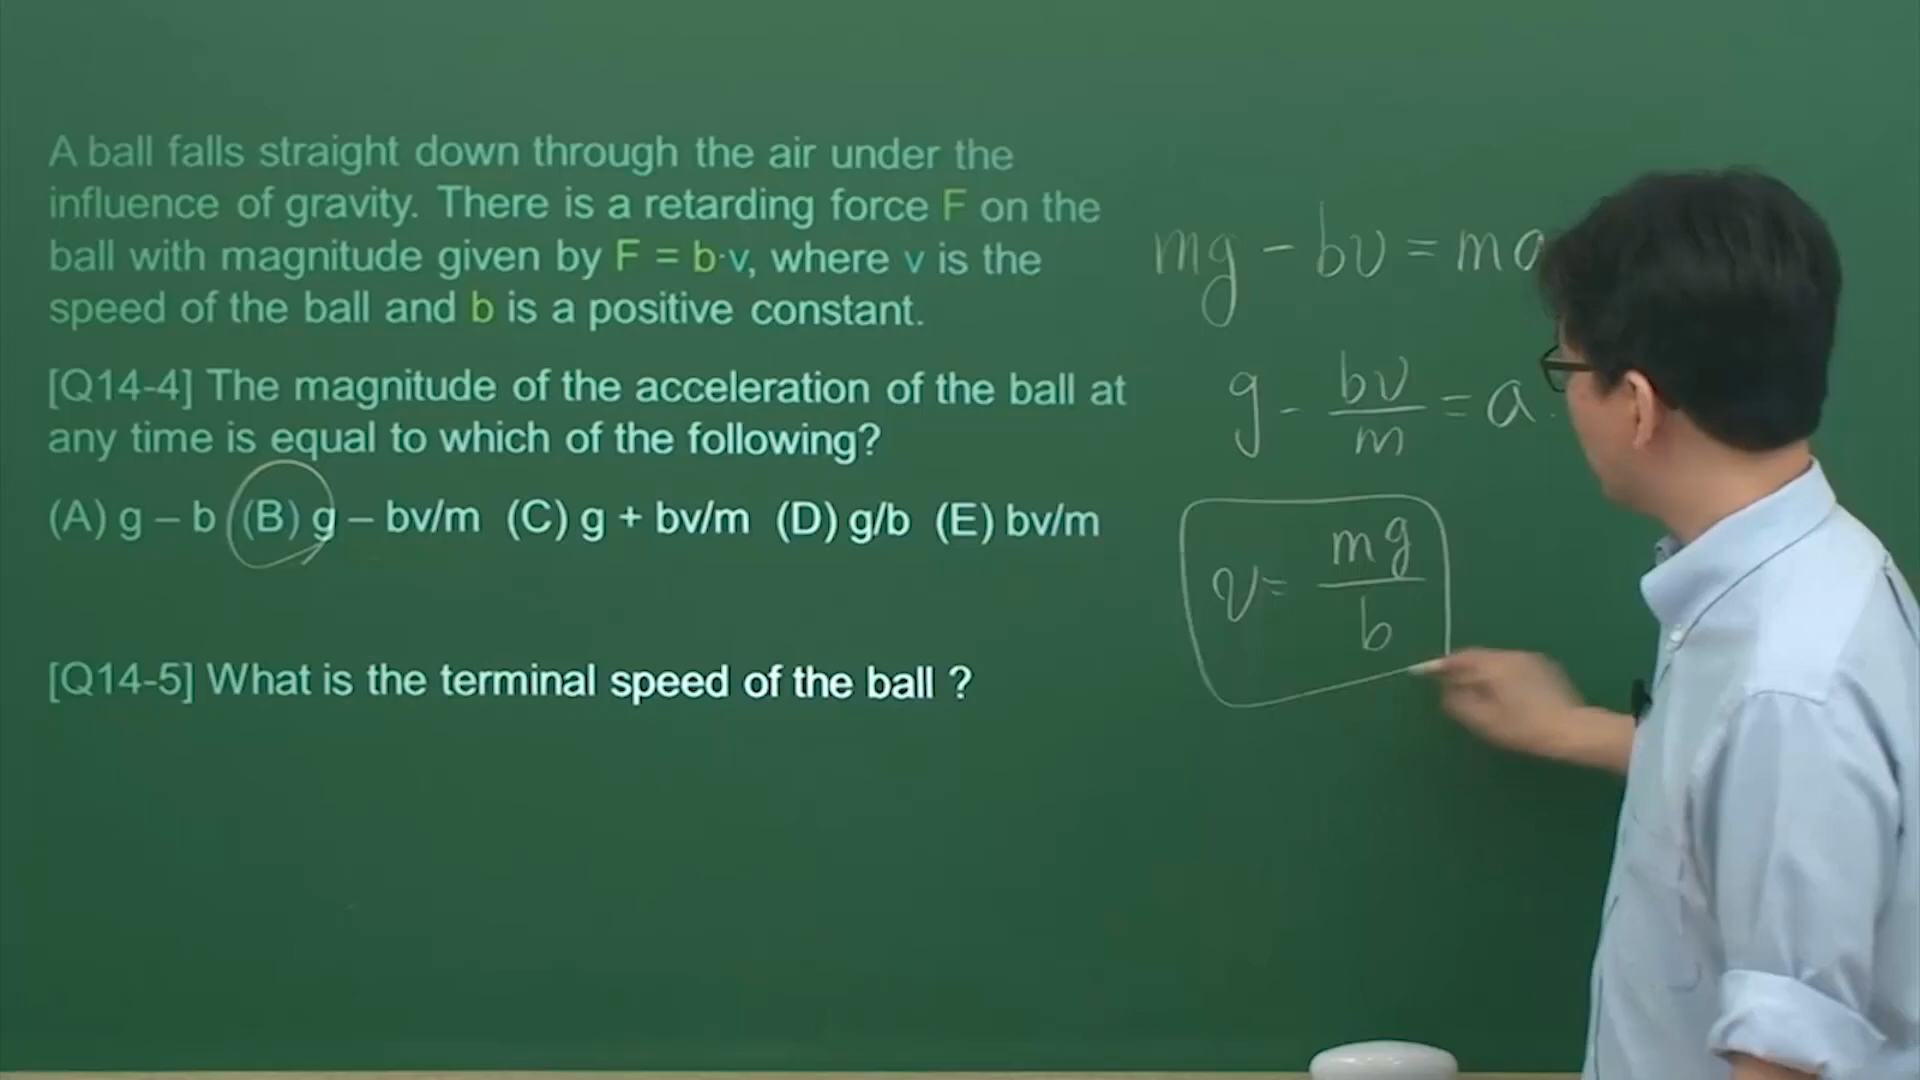 A ball falls straight down through the air under the
influence of gravity. There is a retarding force F on the
ball with magnitude given by F = b·v, where v is the
speed of the ball and b is a positive constant.
[Q14-4] The magnitude of the acceleration of the ball at
any time is equal to which of the following?
(A) g – b (B) g – bv/m (C) g + bv/m (D) g/b (E) bv/m
[Q14-5] What is the terminal speed of the ball ?
mg - bv = ma
g - bv/m = a.
v = mg/b